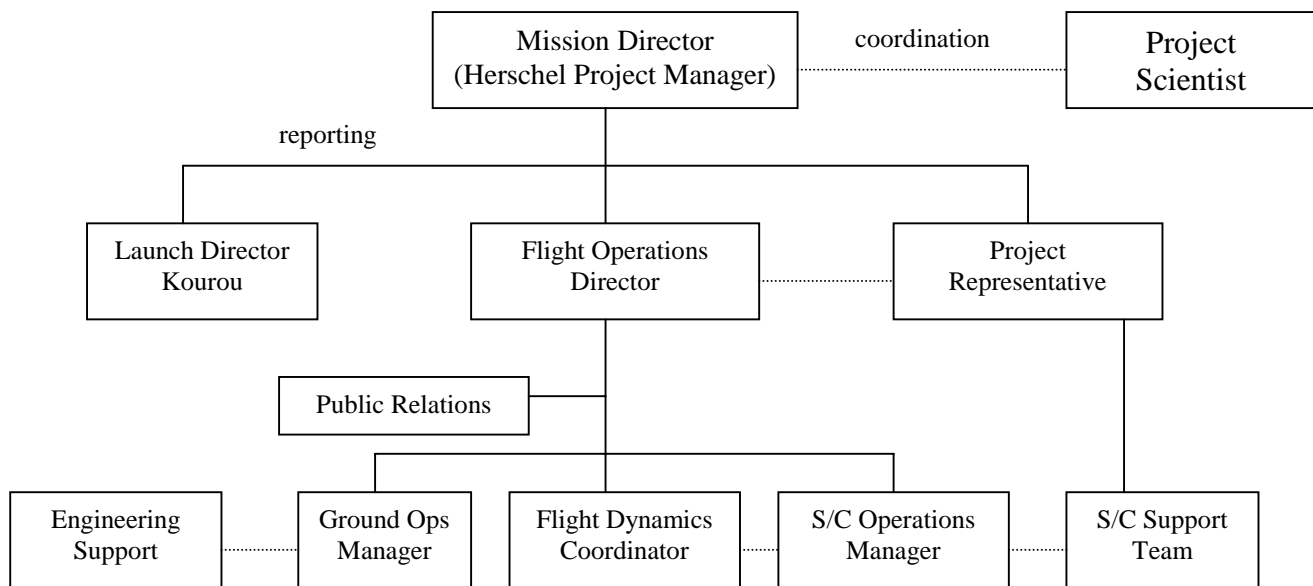 Mission Director
(Herschel Project Manager)
coordination
Project
Scientist
reporting
Launch Director
Kourou
Flight Operations
Director
Project
Representative
Public Relations
Engineering
Support
Ground Ops
Manager
Flight Dynamics
Coordinator
S/C Operations
Manager
S/C Support
Team